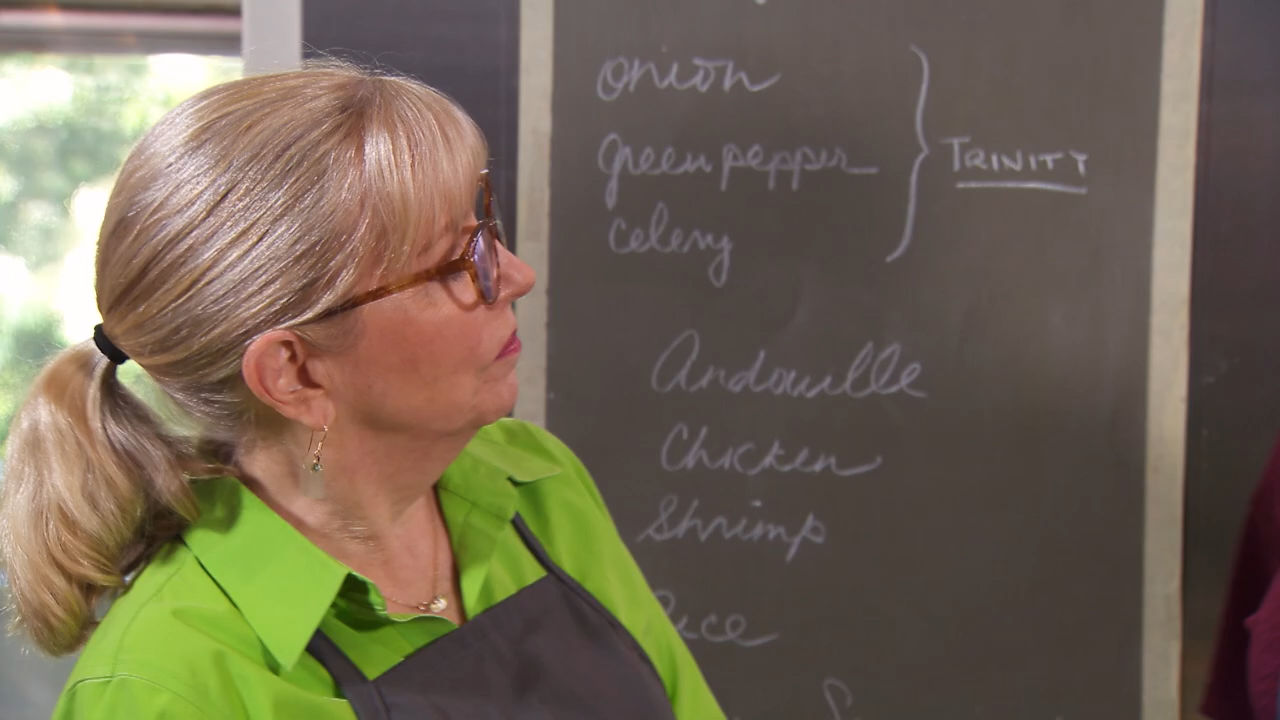 onion
green pepper
TRINITY
celery
Andouille
Chicken
Shrimp